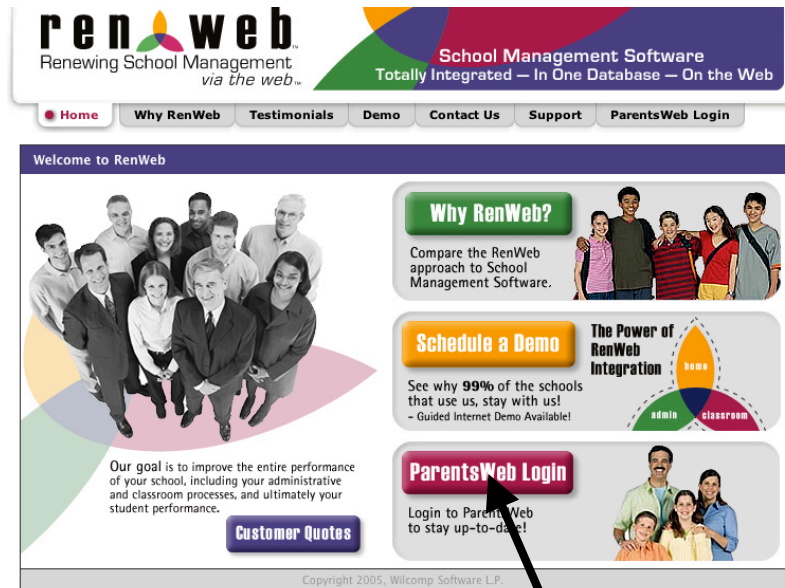 ren web™
Renewing School Management
via the web™
School Management Software
Totally Integrated — In One Database — On the Web
Home
Why RenWeb
Testimonials
Demo
Contact Us
Support
ParentsWeb Login
Welcome to RenWeb
Why RenWeb?
Compare the RenWeb
approach to School
Management Software.
Schedule a Demo
See why 99% of the schools
that use us, stay with us!
– Guided Internet Demo Available!
The Power of
RenWeb
Integration
home
admin
classroom
Our goal is to improve the entire performance
of your school, including your administrative
and classroom processes, and ultimately your
student performance.
Customer Quotes
ParentsWeb Login
Login to ParentsWeb
to stay up-to-date!
Copyright 2005, Wilcomp Software L.P.